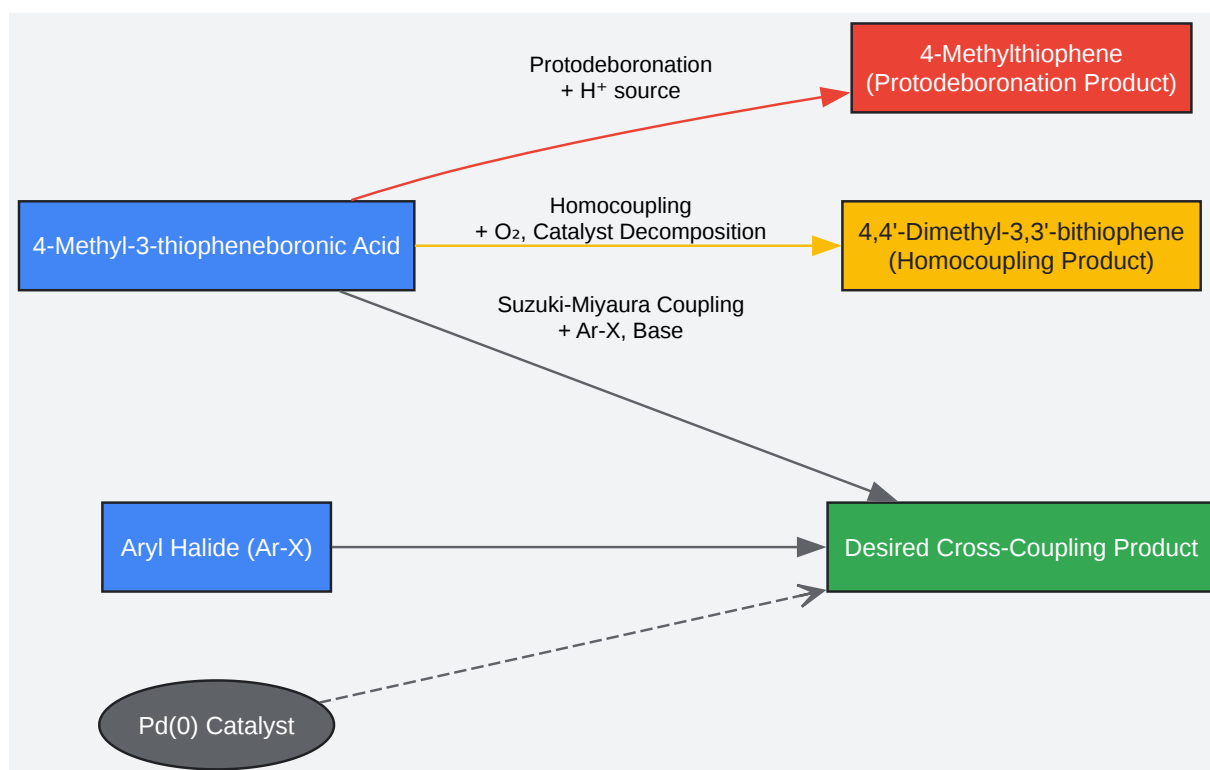 Protodeboronation
+ H⁺ source
4-Methylthiophene
(Protodeboronation Product)
4-Methyl-3-thiopheneboronic Acid
Homocoupling
+ O₂, Catalyst Decomposition
4,4'-Dimethyl-3,3'-bithiophene
(Homocoupling Product)
Suzuki-Miyaura Coupling
+ Ar-X, Base
Aryl Halide (Ar-X)
Desired Cross-Coupling Product
Pd(0) Catalyst